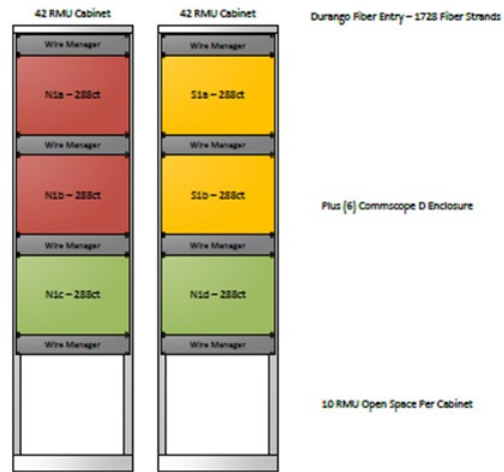 42 RMU Cabinet
42 RMU Cabinet
Durango Fiber Entry – 1728 Fiber Strands
Wire Manager
Wire Manager
N1a – 288ct
S1a – 288ct
Wire Manager
Wire Manager
N1b – 288ct
S1b – 288ct
Plus (6) Commscope D Enclosure
Wire Manager
Wire Manager
N1c – 288ct
N1d – 288ct
Wire Manager
Wire Manager
10 RMU Open Space Per Cabinet